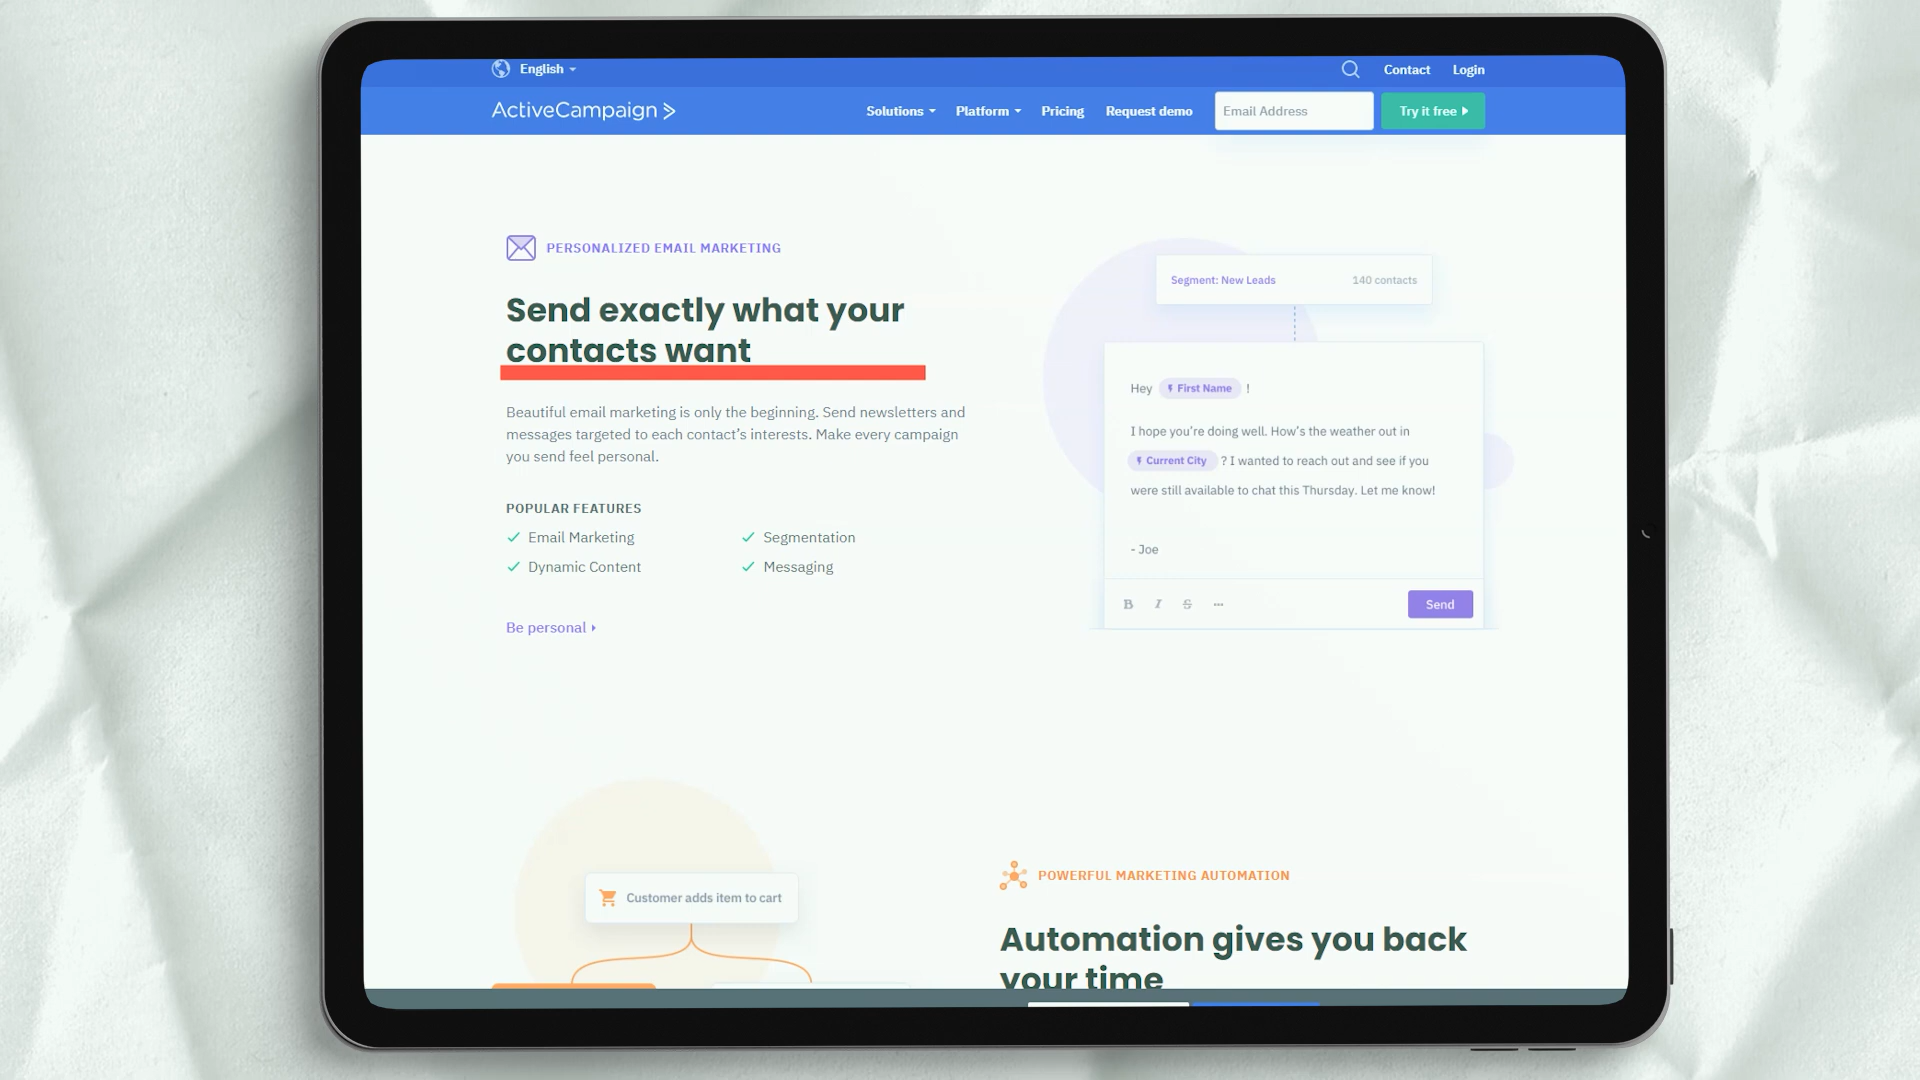 English
Contact
Login
ActiveCampaign
Solutions
Platform
Pricing
Request demo
Email Address
Try it free
PERSONALIZED EMAIL MARKETING
Send exactly what your
contacts want
Beautiful email marketing is only the beginning. Send newsletters and
messages targeted to each contact’s interests. Make every campaign
you send feel personal.
POPULAR FEATURES
Email Marketing
Segmentation
Dynamic Content
Messaging
Be personal
Segment: New Leads
140 contacts
Hey First Name !
I hope you’re doing well. How’s the weather out in
Current City ? I wanted to reach out and see if you
were still available to chat this Thursday. Let me know!
- Joe
B I S
Send
Customer adds item to cart
POWERFUL MARKETING AUTOMATION
Automation gives you back
your time